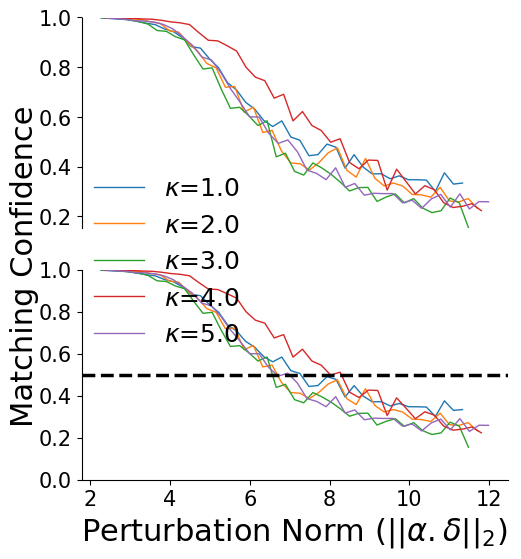 1.0
0.8
0.6
0.4
0.2
κ=1.0
κ=2.0
κ=3.0
κ=4.0
κ=5.0
1.0
0.8
0.6
0.4
0.2
0.0
2 4 6 8 10 12
Matching Confidence
Perturbation Norm (||α.δ||₂)